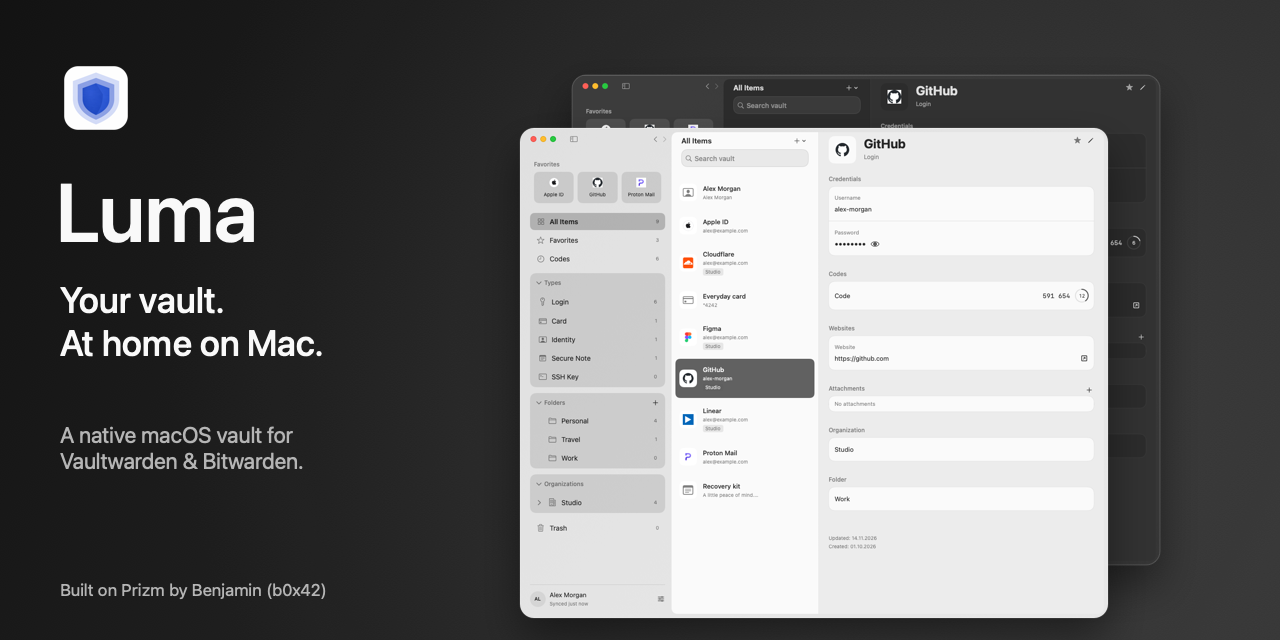 Luma
Your vault.
At home on Mac.
A native macOS vault for
Vaultwarden & Bitwarden.
Built on Prizm by Benjamin (b0x42)
All Items
Search vault
GitHub
Login
Favorites
Credentials
654
6
Favorites
Apple ID
GitHub
Proton Mail
All Items
9
Favorites
3
Codes
6
Types
Login
6
Card
1
Identity
1
Secure Note
1
SSH Key
0
Folders
Personal
4
Travel
1
Work
0
Organizations
Studio
4
Trash
0
AL
Alex Morgan
Synced just now
All Items
Search vault
Alex Morgan
Alex Morgan
Apple ID
alex@example.com
Cloudflare
alex@example.com
Studio
Everyday card
*4242
Figma
alex@example.com
Studio
GitHub
alex-morgan
Studio
Linear
alex@example.com
Studio
Proton Mail
alex@example.com
Recovery kit
A little peace of mind...
GitHub
Login
Credentials
Username
alex-morgan
Password
••••••••
Codes
Code
591 654
12
Websites
Website
https://github.com
Attachments
No attachments
Organization
Studio
Folder
Work
Updated: 14.11.2026
Created: 01.10.2026